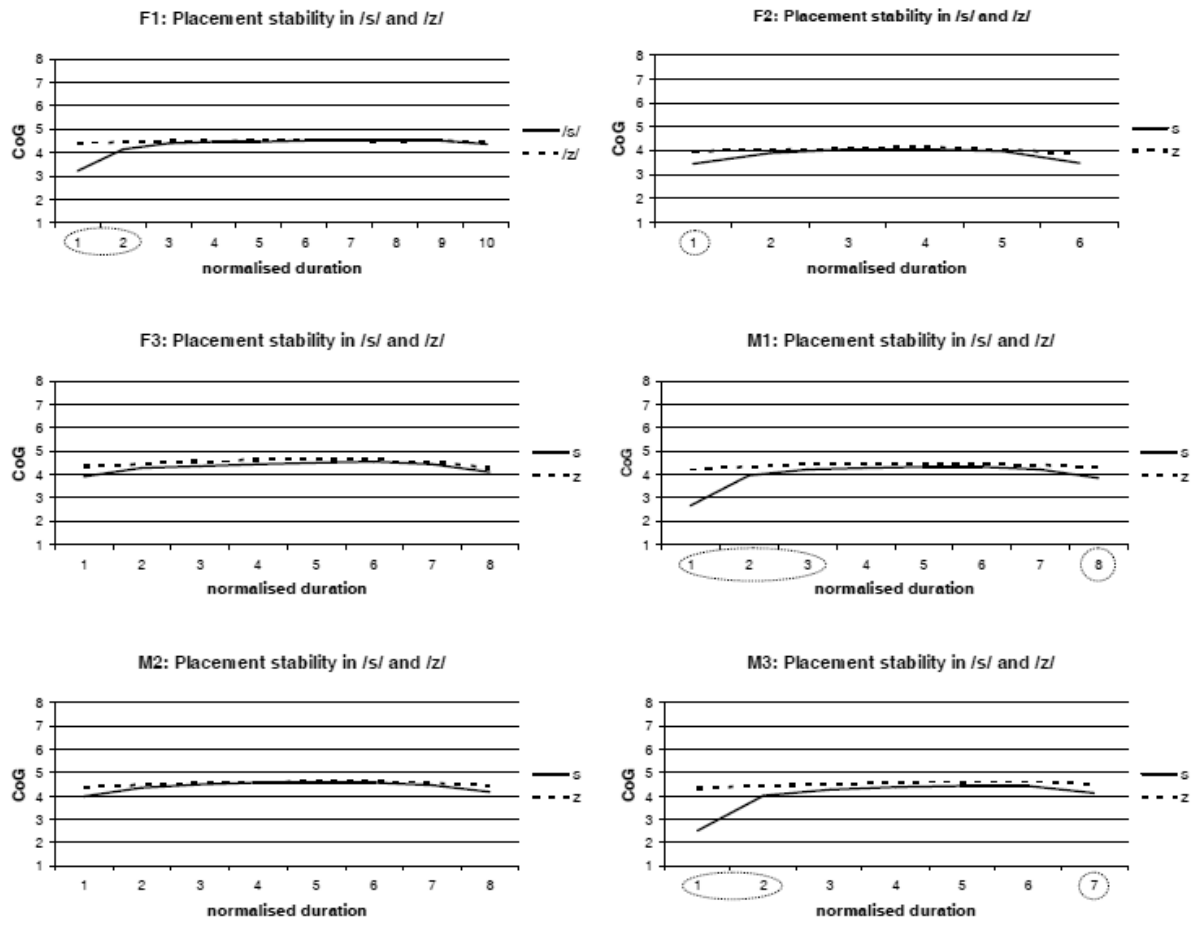 F1: Placement stability in /s/ and /z/
8
7
6
5
4
3
2
1
CoG
1 2 3 4 5 6 7 8 9 10
normalised duration
/s/
/z/
F2: Placement stability in /s/ and /z/
8
7
6
5
4
3
2
1
CoG
1 2 3 4 5 6
normalised duration
s
z
F3: Placement stability in /s/ and /z/
8
7
6
5
4
3
2
1
CoG
1 2 3 4 5 6 7 8
normalised duration
s
z
M1: Placement stability in /s/ and /z/
8
7
6
5
4
3
2
1
CoG
1 2 3 4 5 6 7 8
normalised duration
s
z
M2: Placement stability in /s/ and /z/
8
7
6
5
4
3
2
1
CoG
1 2 3 4 5 6 7 8
normalised duration
s
z
M3: Placement stability in /s/ and /z/
8
7
6
5
4
3
2
1
CoG
1 2 3 4 5 6 7
normalised duration
s
z